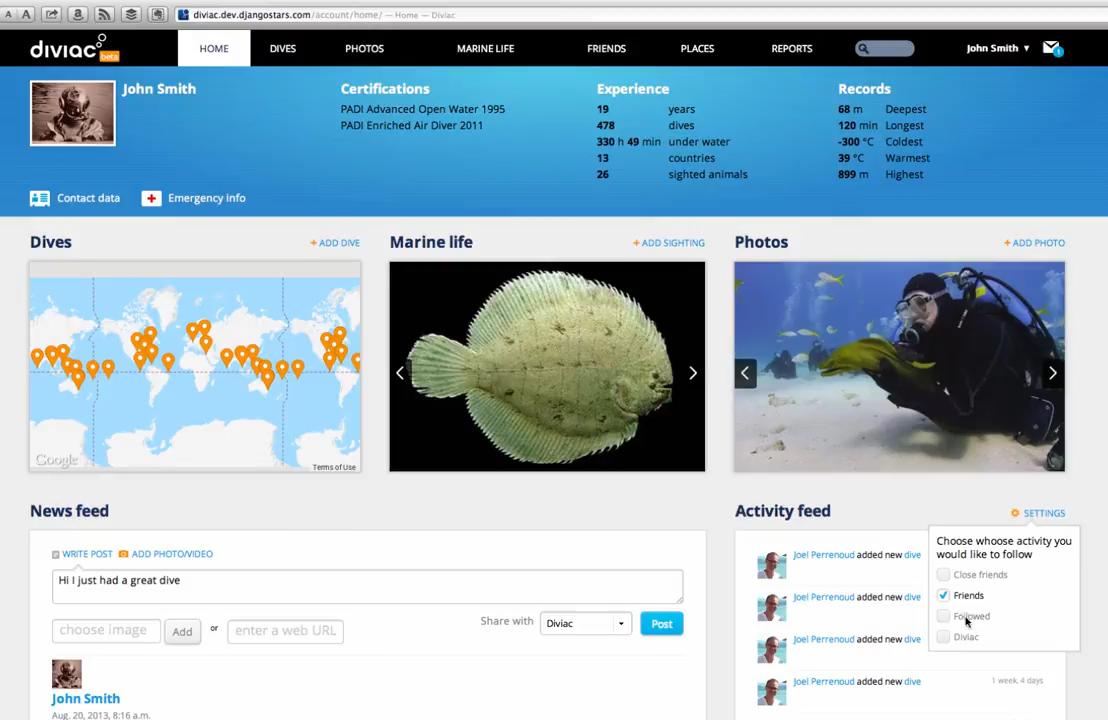 A A a diviac.dev.djangostars.com/account/home/ — Home — Diviac
diviac beta HOME DIVES PHOTOS MARINE LIFE FRIENDS PLACES REPORTS John Smith ▼ 1
John Smith
Contact data Emergency info
Certifications
PADI Advanced Open Water 1995
PADI Enriched Air Diver 2011
Experience
19 years
478 dives
330 h 49 min under water
13 countries
26 sighted animals
Records
68 m Deepest
120 min Longest
-300 °C Coldest
39 °C Warmest
899 m Highest
Dives + ADD DIVE
Google Terms of Use
Marine life + ADD SIGHTING
Photos + ADD PHOTO
News feed
WRITE POST ADD PHOTO/VIDEO
Hi I just had a great dive
choose image Add or enter a web URL Share with Diviac Post
John Smith
Aug. 20, 2013, 8:16 a.m.
Activity feed SETTINGS
Joel Perrenoud added new dive
Joel Perrenoud added new dive
Joel Perrenoud added new dive
Joel Perrenoud added new dive 1 week, 4 days
Choose whoose activity you
would like to follow
Close friends
Friends
Followed
Diviac